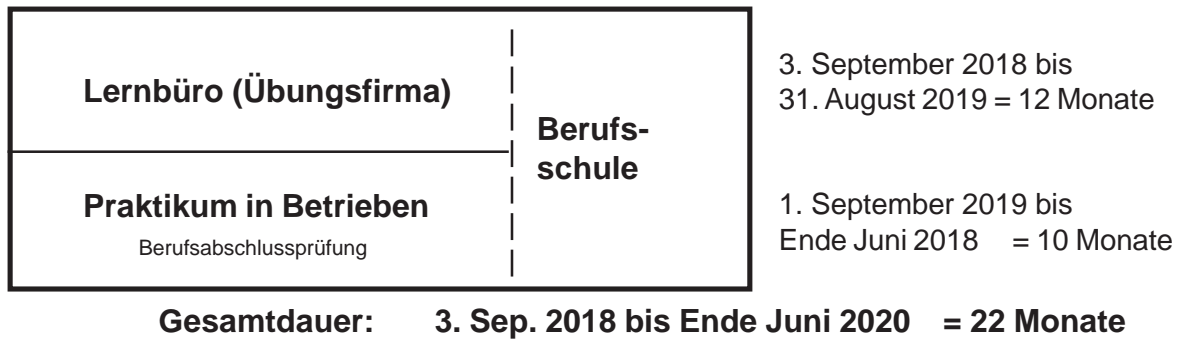 Lernbüro (Übungsfirma)
3. September 2018 bis
31. August 2019 = 12 Monate
Berufs-
schule
Praktikum in Betrieben
Berufsabschlussprüfung
1. September 2019 bis
Ende Juni 2018 = 10 Monate
Gesamtdauer: 3. Sep. 2018 bis Ende Juni 2020 = 22 Monate